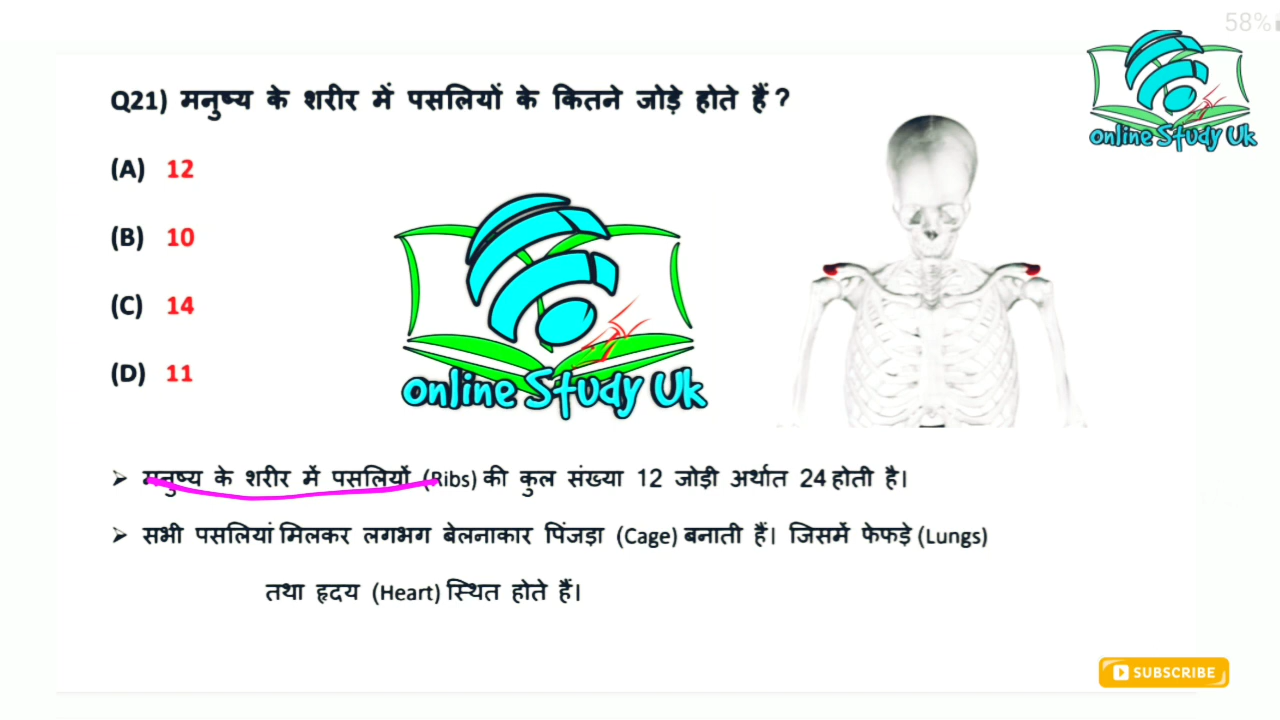 58%
Online Study Uk
Q21) मनुष्य के शरीर में पसलियों के कितने जोड़े होते हैं ?
(A) 12
(B) 10
(C) 14
(D) 11
Online Study Uk
➢ मनुष्य के शरीर में पसलियों (Ribs) की कुल संख्या 12 जोड़ी अर्थात 24 होती है।
➢ सभी पसलियां मिलकर लगभग बेलनाकार पिंजड़ा (Cage) बनाती हैं। जिसमें फेफड़े (Lungs)
तथा हृदय (Heart) स्थित होते हैं।
SUBSCRIBE